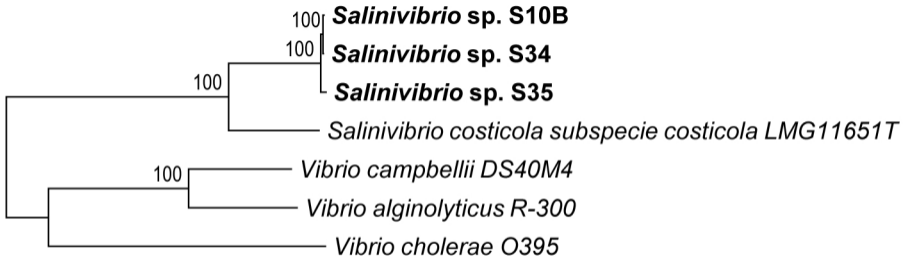 100 Salinivibrio sp. S10B
100 Salinivibrio sp. S34
Salinivibrio sp. S35
100
Salinivibrio costicola subspecie costicola LMG11651T
100 Vibrio campbellii DS40M4
Vibrio alginolyticus R-300
Vibrio cholerae O395